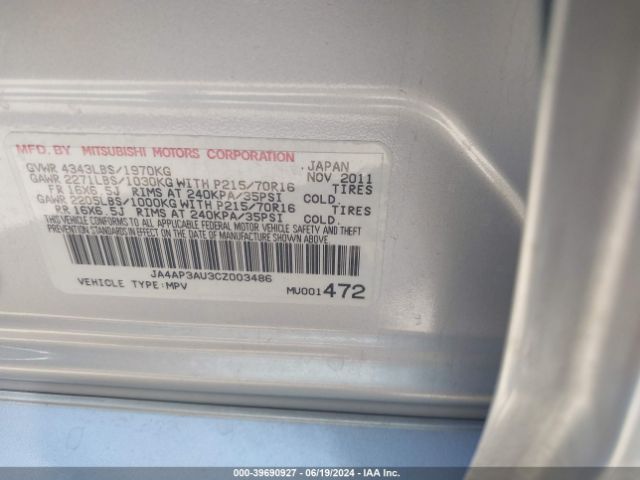 MFD.BY MITSUBISHI MOTORS CORPORATION JAPAN
GVWR 4343LBS/1970KG NOV 2011
GAWR 2271LBS/1030KG WITH P215/70R16 TIRES
FR 16X6.5J RIMS AT 240KPA/35PSI COLD.
GAWR 2205LBS/1000KG WITH P215/70R16 TIRES
RR 16X6.5J RIMS AT 240KPA/35PSI COLD.
THIS VEHICLE CONFORMS TO ALL APPLICABLE FEDERAL MOTOR VEHICLE SAFETY AND THEFT
PREVENTION STANDARDS IN EFFECT ON THE DATE OF MANUFACTURE SHOWN ABOVE.
JA4AP3AU3CZ003486
VEHICLE TYPE:MPV MU001472
STOCK#: 39690927 - 06/19/2024 - IAA Inc. - Copyright